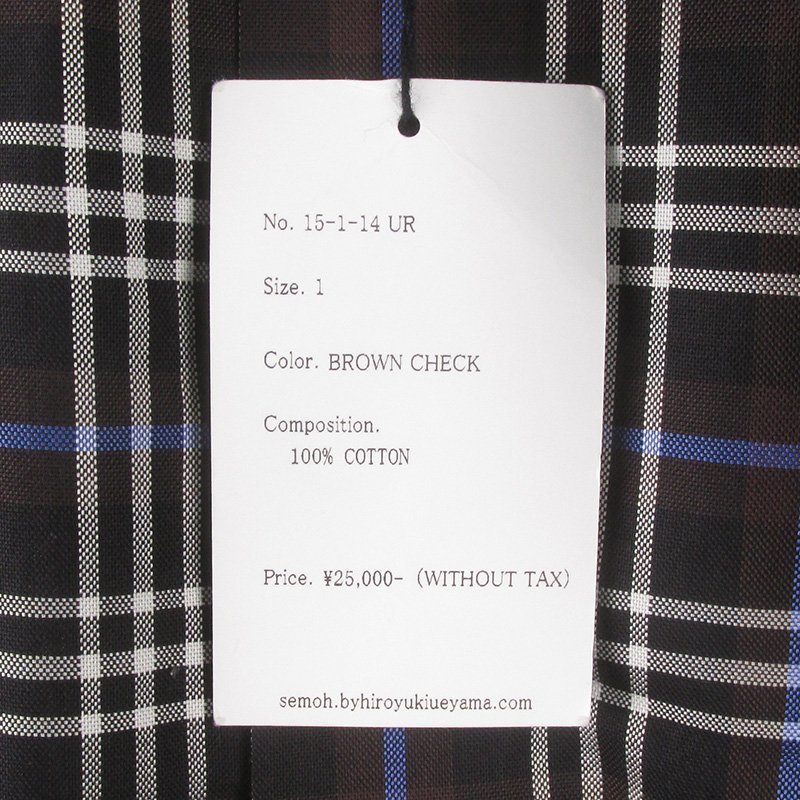 No. 15-1-14 UR
Size. 1
Color. BROWN CHECK
Composition.
100% COTTON
Price. ¥25,000- (WITHOUT TAX)
semoh.byhiroyukiueyama.com